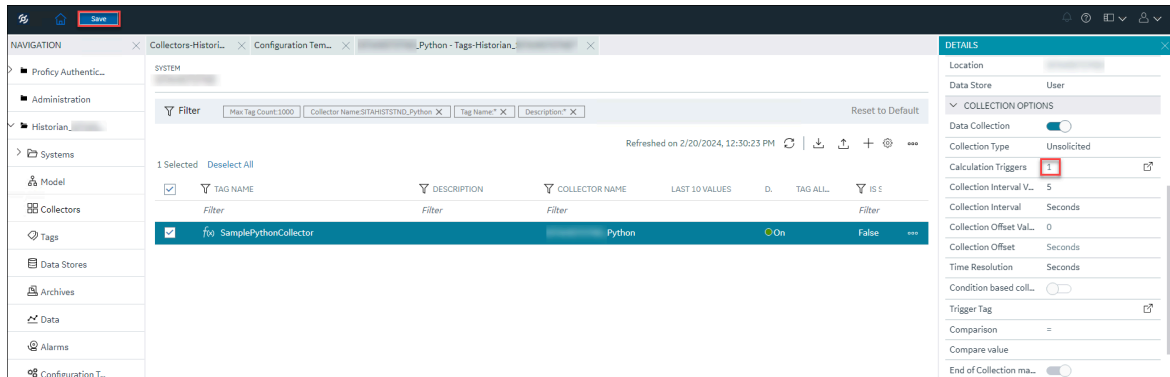 Save
NAVIGATION
Proficy Authentic...
Administration
Historian_
Systems
Model
Collectors
Tags
Data Stores
Archives
Data
Alarms
Configuration T...
Collectors-Histori... Configuration Tem... _Python - Tags-Historian_
SYSTEM
Filter Max Tag Count:1000 Collector Name:SITAHISTSTND_Python X Tag Name:* X Description:* X Reset to Default
Refreshed on 2/20/2024, 12:30:23 PM
1 Selected Deselect All
TAG NAME DESCRIPTION COLLECTOR NAME LAST 10 VALUES D. TAG ALI... IS S
Filter Filter Filter Filter
f(x) SamplePythonCollector _Python On False
DETAILS
Location
Data Store User
COLLECTION OPTIONS
Data Collection
Collection Type Unsolicited
Calculation Triggers 1
Collection Interval V... 5
Collection Interval Seconds
Collection Offset Val... 0
Collection Offset Seconds
Time Resolution Seconds
Condition based coll...
Trigger Tag
Comparison =
Compare value
End of Collection ma...